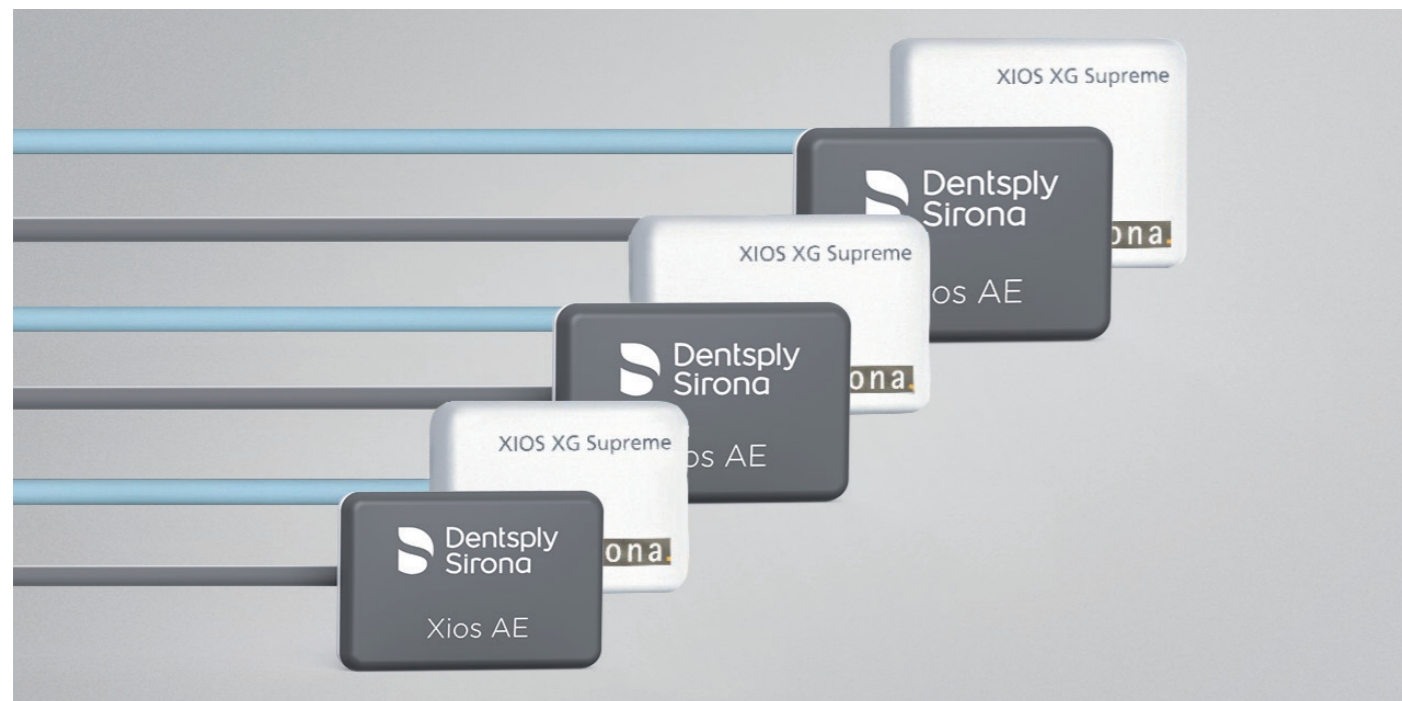 XIOS XG Supreme
Dentsply
Sirona
ona.
os AE
XIOS XG Supreme
Dentsply
Sirona
ona.
os AE
XIOS XG Supreme
Dentsply
Sirona
ona.
Xios AE